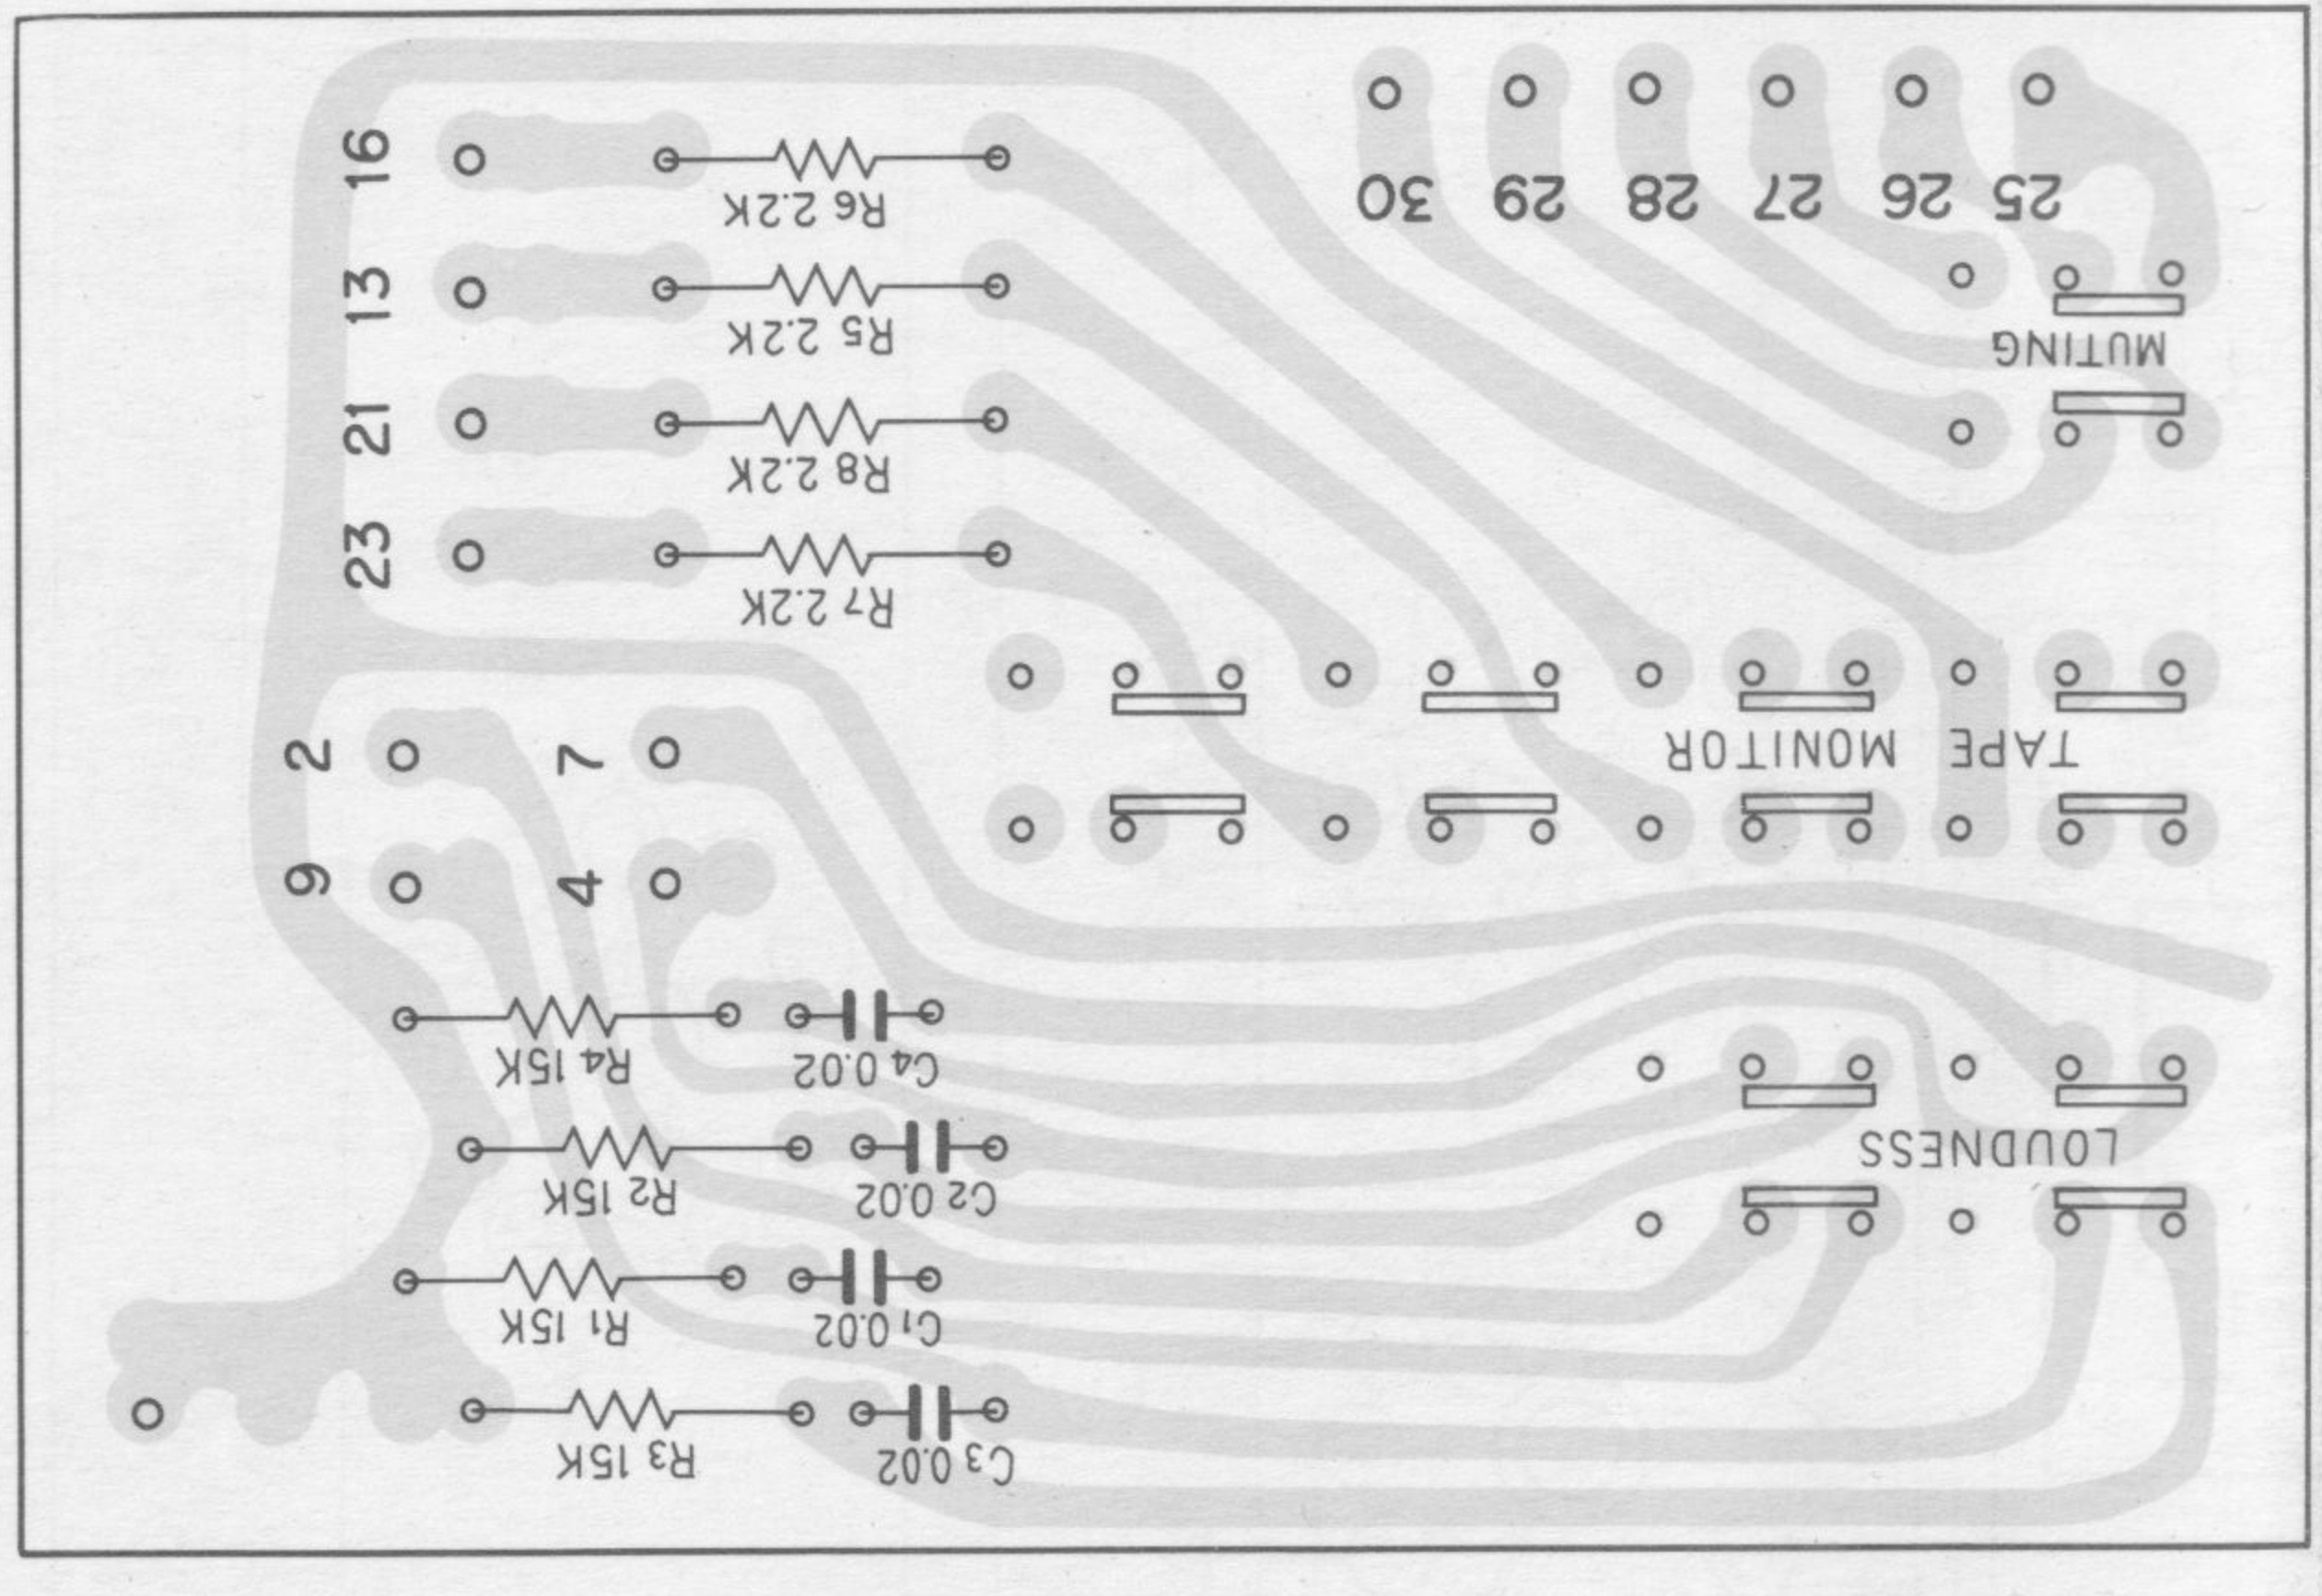 16
R6 2.2K
13
R5 2.2K
21
R8 2.2K
23
R7 2.2K
30 29 28 27 26 25
MUTING
TAPE MONITOR
2
7
9
4
R4 15K
C4 0.02
R2 15K
C2 0.02
R1 15K
C1 0.02
R3 15K
C3 0.02
LOUDNESS